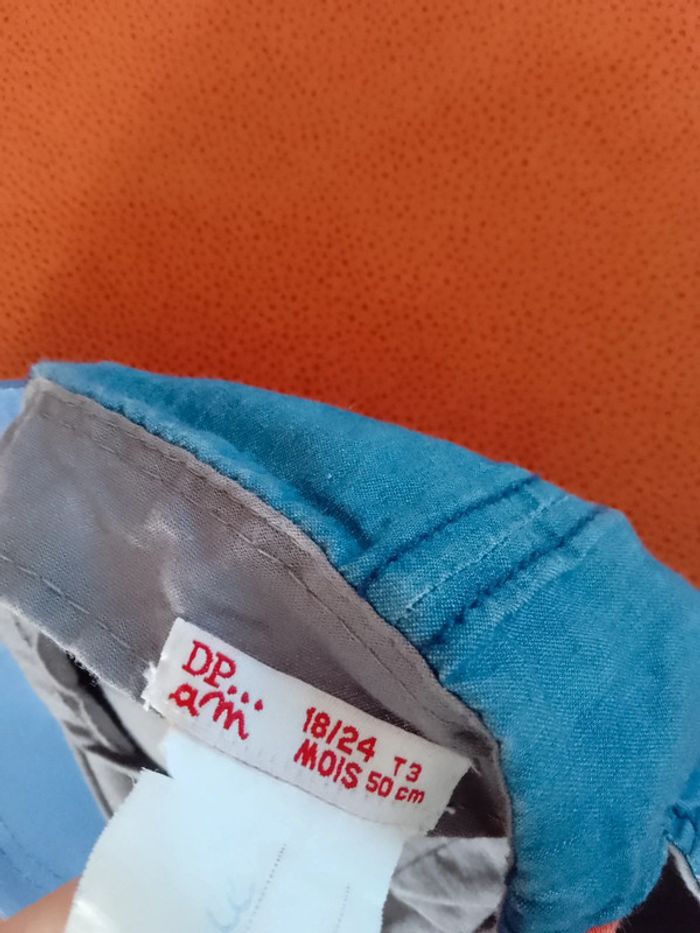 DP...
am
18/24 T3
MOIS 50 cm